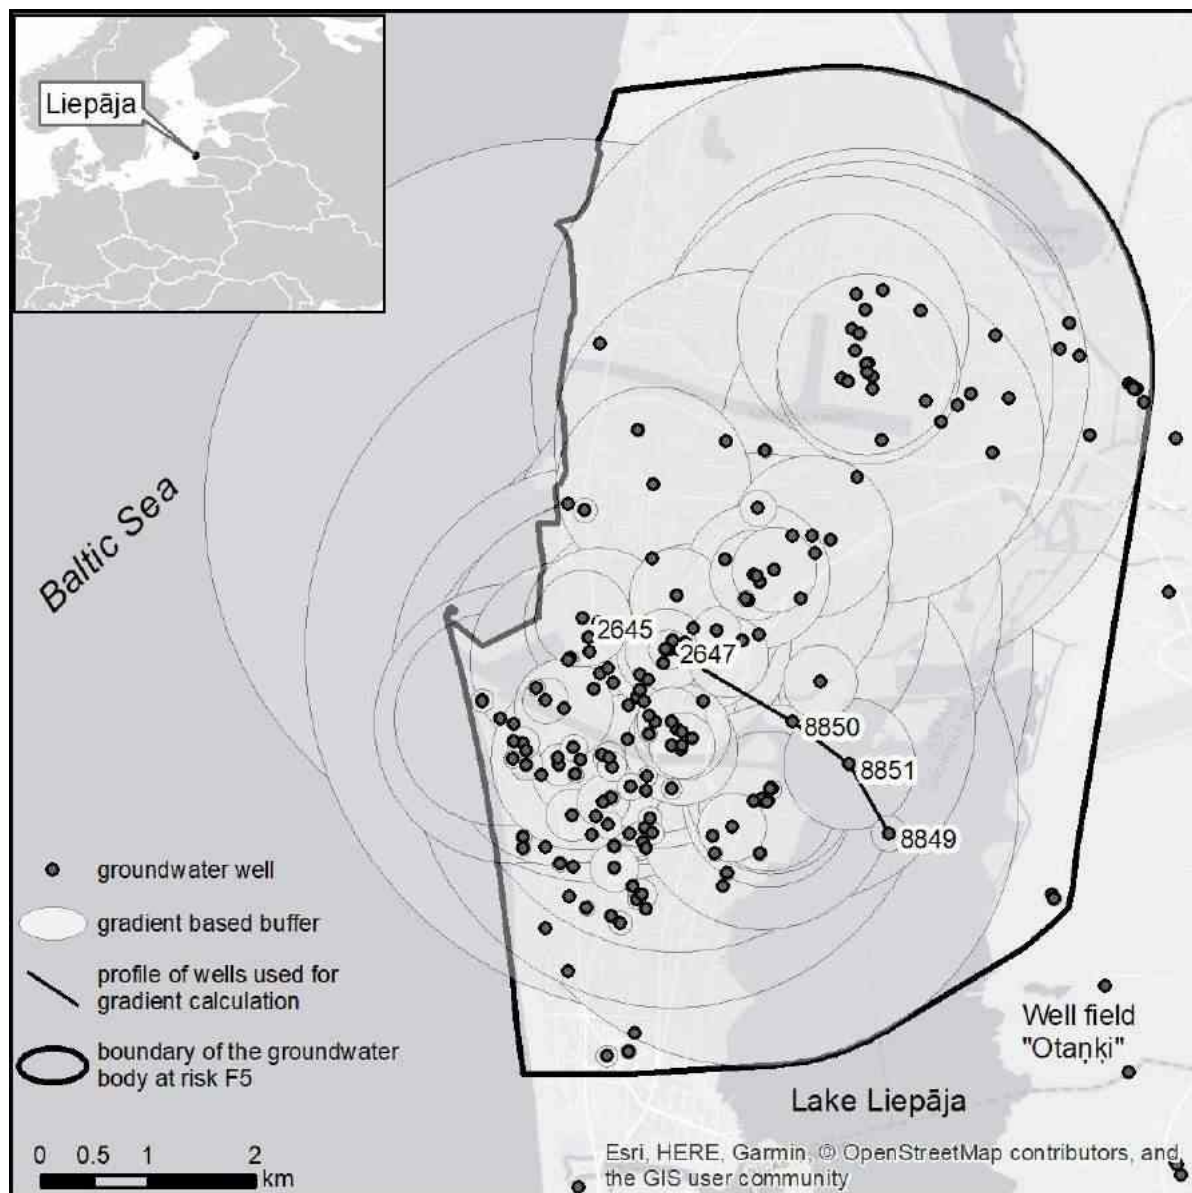 Liepāja
Baltic Sea
2645
2647
8850
8851
8849
groundwater well
gradient based buffer
profile of wells used for
gradient calculation
boundary of the groundwater
body at risk F5
Well field
"Otaņķi"
Lake Liepāja
0 0.5 1 2
km
Esri, HERE, Garmin, © OpenStreetMap contributors, and
the GIS user community